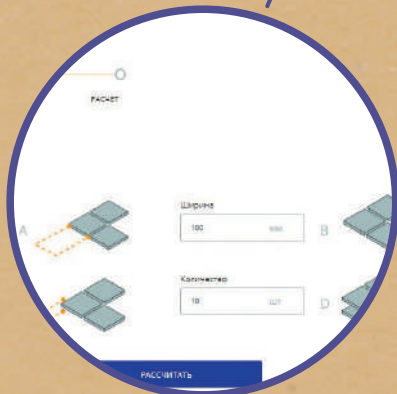 РАСЧЕТ
Ширина
A
100 мм
B
Количество
10 шт
D
РАССЧИТАТЬ